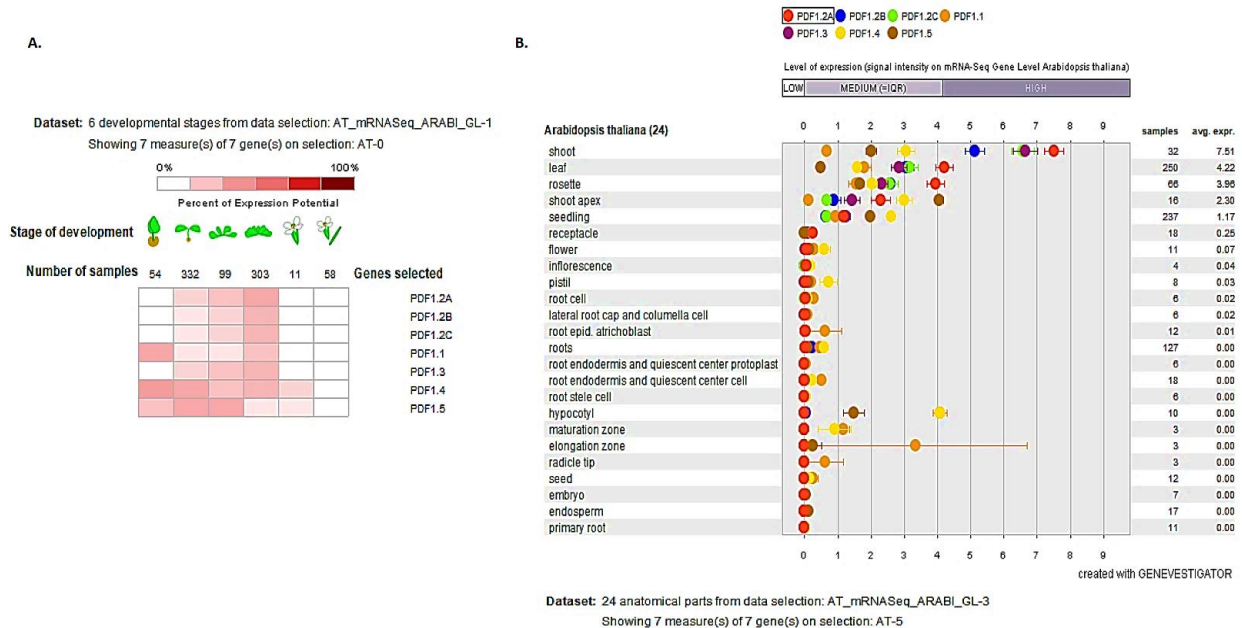 A.
Dataset: 6 developmental stages from data selection: AT_mRNASeq_ARABI_GL-1
Showing 7 measure(s) of 7 gene(s) on selection: AT-0
0% 100%
Percent of Expression Potential
Stage of development
Number of samples 54 332 99 303 11 58 Genes selected
PDF1.2A
PDF1.2B
PDF1.2C
PDF1.1
PDF1.3
PDF1.4
PDF1.5
B.
PDF1.2A PDF1.2B PDF1.2C PDF1.1
PDF1.3 PDF1.4 PDF1.5
Level of expression (signal intensity on mRNA-Seq Gene Level Arabidopsis thaliana)
LOW MEDIUM (=IQR) HIGH
Arabidopsis thaliana (24) 0 1 2 3 4 5 6 7 8 9 samples avg. expr.
shoot 32 7.51
leaf 250 4.22
rosette 66 3.96
shoot apex 16 2.30
seedling 237 1.17
receptacle 18 0.25
flower 11 0.07
inflorescence 4 0.04
pistil 8 0.03
root cell 6 0.02
lateral root cap and columella cell 6 0.02
root epid. atrichoblast 12 0.01
roots 127 0.00
root endodermis and quiescent center protoplast 6 0.00
root endodermis and quiescent center cell 18 0.00
root stele cell 6 0.00
hypocotyl 10 0.00
maturation zone 3 0.00
elongation zone 3 0.00
radicle tip 3 0.00
seed 12 0.00
embryo 7 0.00
endosperm 17 0.00
primary root 11 0.00
0 1 2 3 4 5 6 7 8 9
created with GENEVESTIGATOR
Dataset: 24 anatomical parts from data selection: AT_mRNASeq_ARABI_GL-3
Showing 7 measure(s) of 7 gene(s) on selection: AT-5